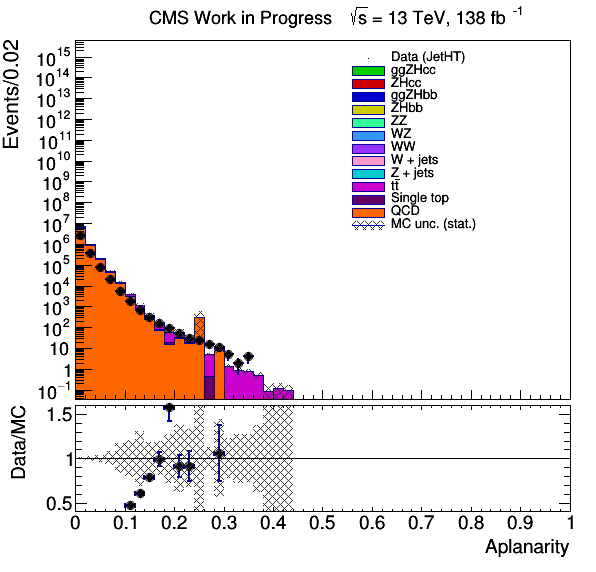 CMS Work in Progress √s = 13 TeV, 138 fb⁻¹
Events/0.02
10¹⁵
10¹⁴
10¹³
10¹²
10¹¹
10¹⁰
10⁹
10⁸
10⁷
10⁶
10⁵
10⁴
10³
10²
10
1
10⁻¹
Data (JetHT)
ggZHcc
ZHcc
ggZHbb
ZHbb
ZZ
WZ
WW
W + jets
Z + jets
tt̄
Single top
QCD
MC unc. (stat.)
Data/MC
1.5
1
0.5
0 0.1 0.2 0.3 0.4 0.5 0.6 0.7 0.8 0.9 1
Aplanarity